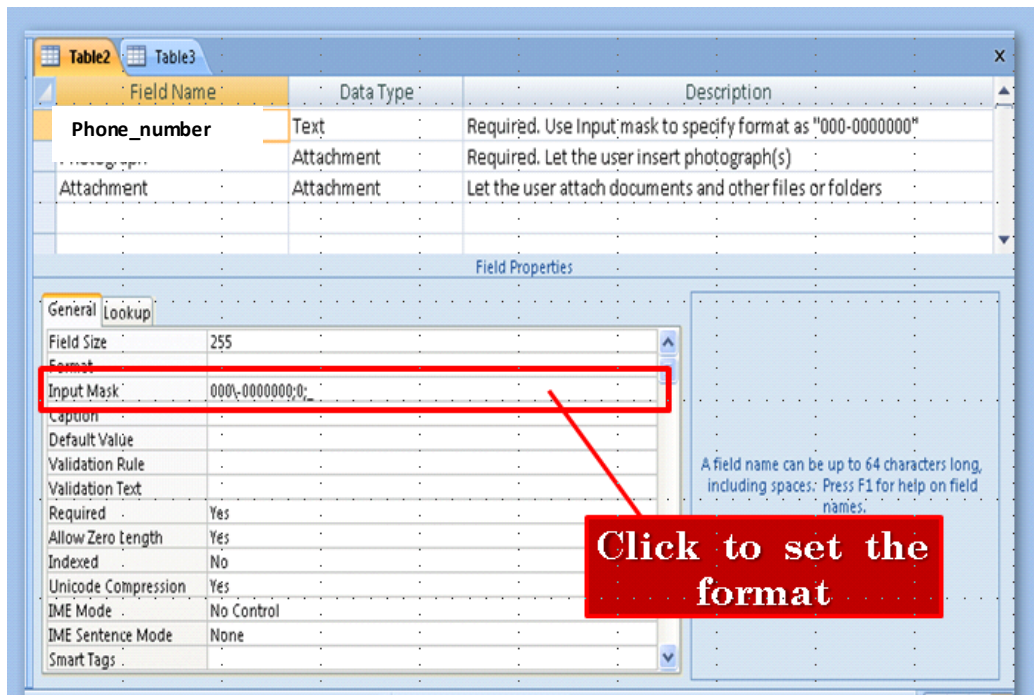 Table2 Table3 x
Field Name Data Type Description
Phone_number Text Required. Use Input mask to specify format as "000-0000000"
Attachment Required. Let the user insert photograph(s)
Attachment Attachment Let the user attach documents and other files or folders
Field Properties
General Lookup
Field Size 255
Format
Input Mask 000\-0000000;0;_
Caption
Default Value
Validation Rule
Validation Text
Required Yes
Allow Zero Length Yes
Indexed No
Unicode Compression Yes
IME Mode No Control
IME Sentence Mode None
Smart Tags
A field name can be up to 64 characters long,
including spaces. Press F1 for help on field
names.
Click to set the
format